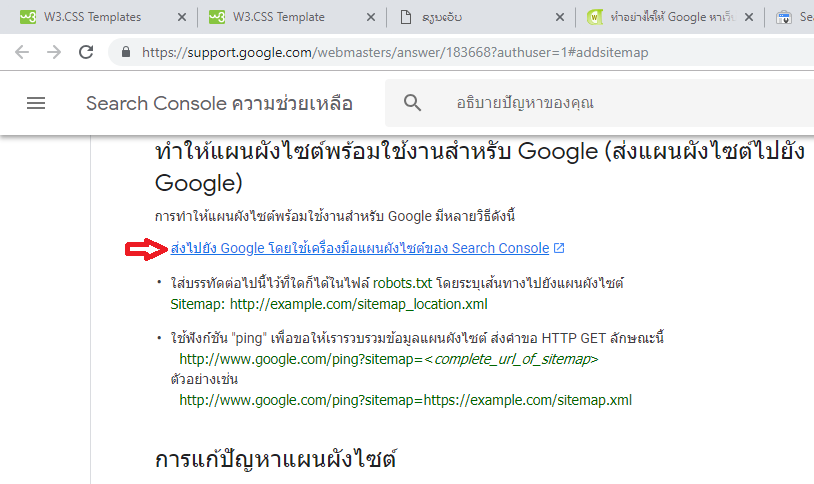 W3.CSS Templates
W3.CSS Template
ຂຽນເວັບ
ทำอย่างไรให้ Google หาเว็บ
Sea
https://support.google.com/webmasters/answer/183668?authuser=1#addsitemap
Search Console ความช่วยเหลือ
อธิบายปัญหาของคุณ
ทำให้แผนผังไซต์พร้อมใช้งานสำหรับ Google (ส่งแผนผังไซต์ไปยัง
Google)
การทำให้แผนผังไซต์พร้อมใช้งานสำหรับ Google มีหลายวิธีดังนี้
ส่งไปยัง Google โดยใช้เครื่องมือแผนผังไซต์ของ Search Console
• ใส่บรรทัดต่อไปนี้ไว้ที่ใดก็ได้ในไฟล์ robots.txt โดยระบุเส้นทางไปยังแผนผังไซต์
Sitemap: http://example.com/sitemap_location.xml
• ใช้ฟังก์ชัน "ping" เพื่อขอให้เรารวบรวมข้อมูลแผนผังไซต์ ส่งคำขอ HTTP GET ลักษณะนี้
http://www.google.com/ping?sitemap=<complete_url_of_sitemap>
ตัวอย่างเช่น
http://www.google.com/ping?sitemap=https://example.com/sitemap.xml
การแก้ปัญหาแผนผังไซต์